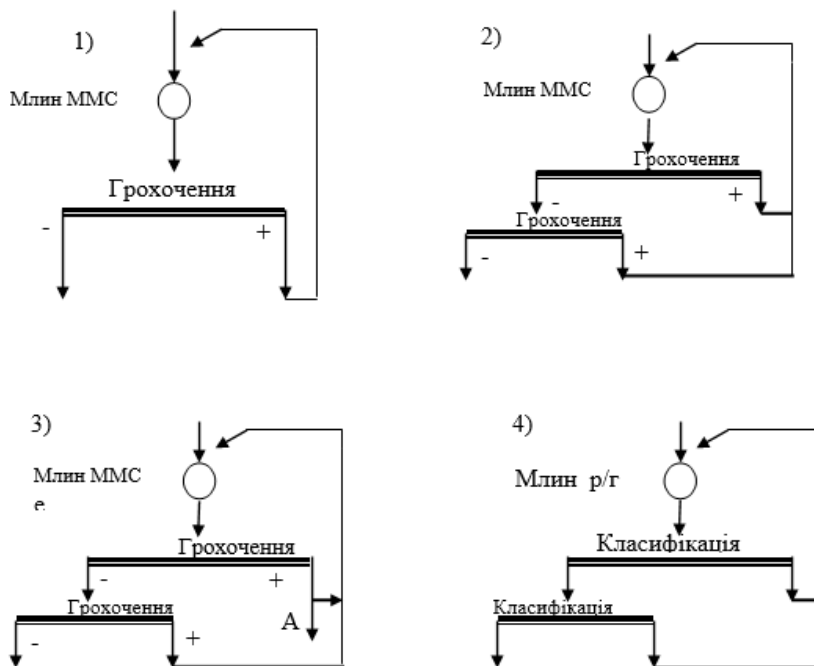 1)
Млин ММС
Грохочення
-
+
2)
Млин ММС
Грохочення
-
+
Грохочення
-
+
3)
Млин ММС
е.
Грохочення
-
+
Грохочення
А
-
+
4)
Млин р/г
Класифікація
Класифікація